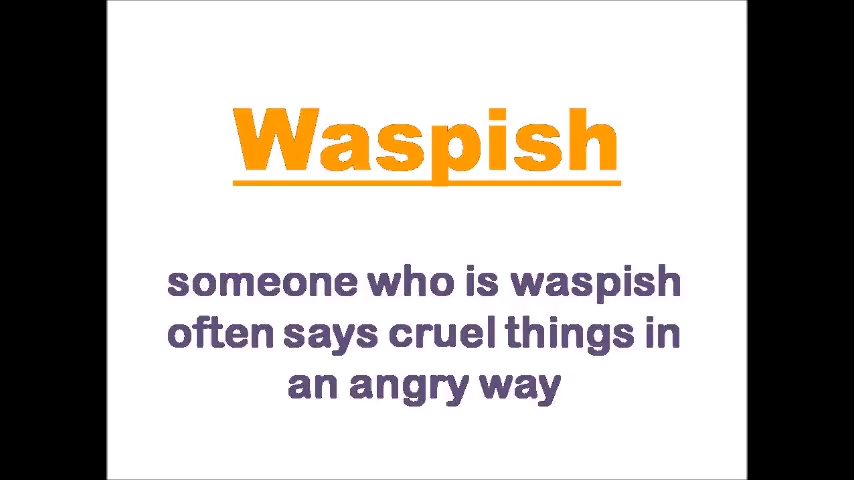 Waspish
someone who is waspish
often says cruel things in
an angry way